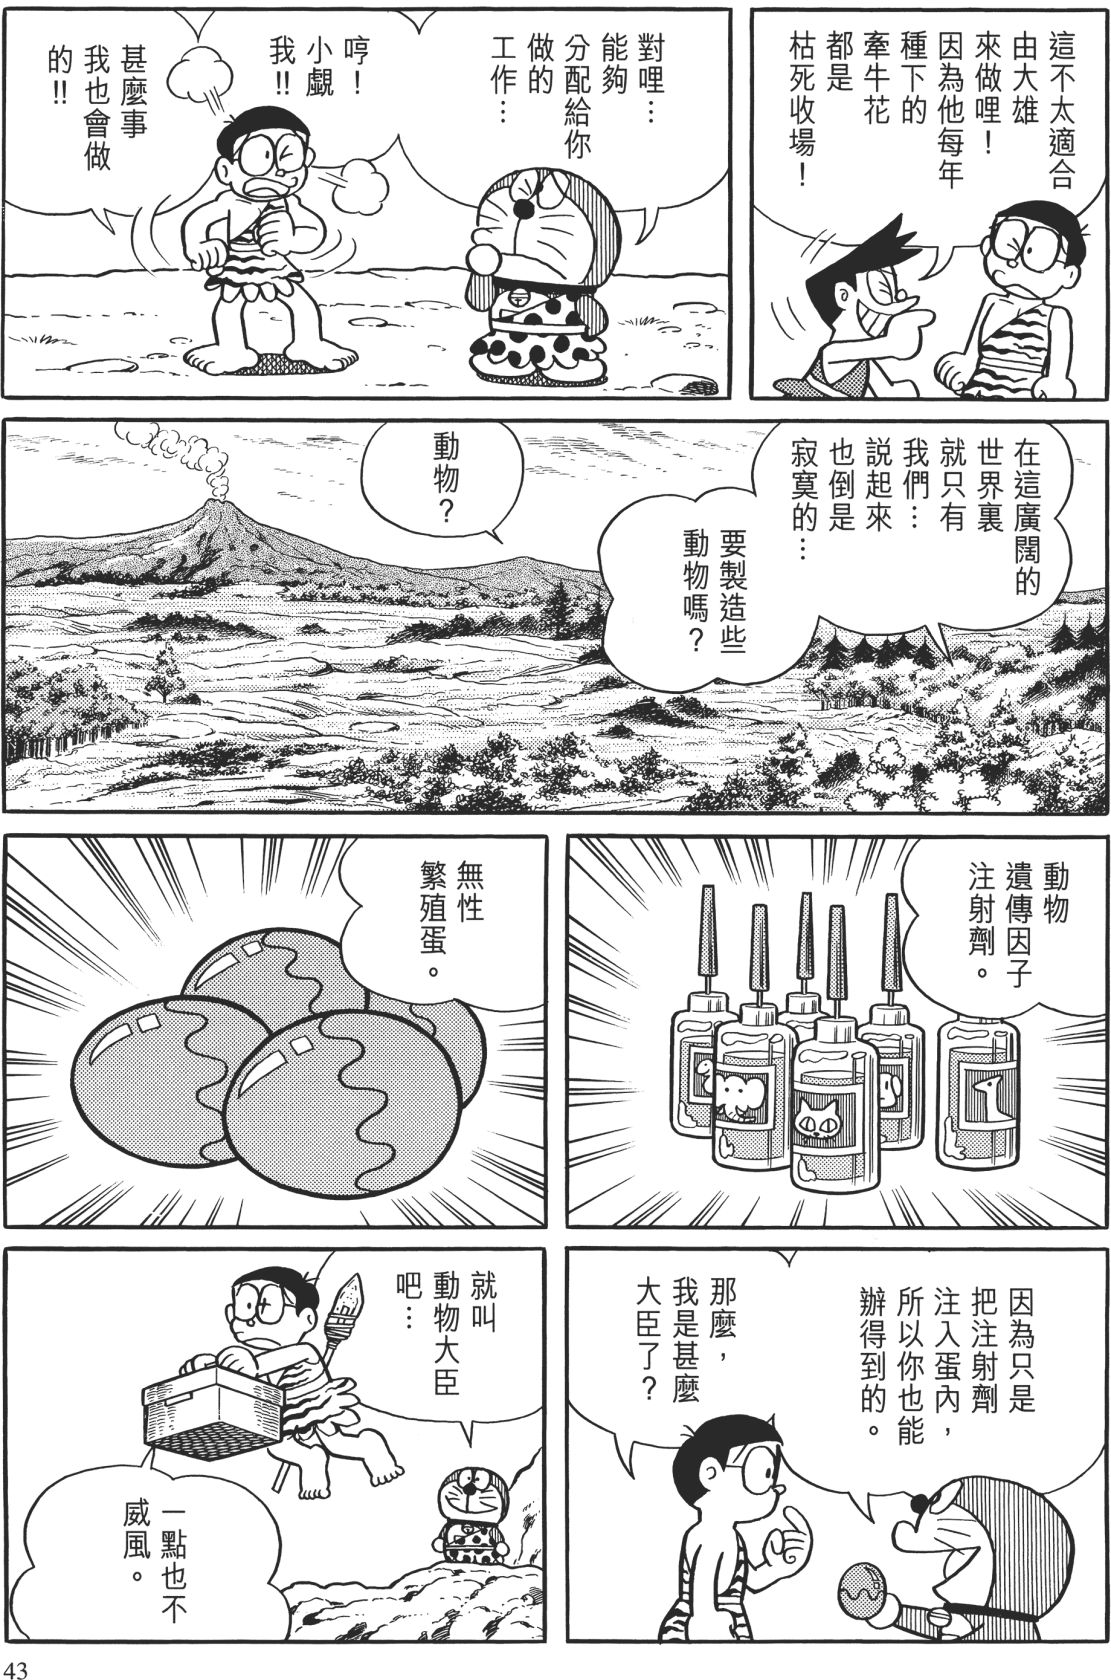 這不太適合
由大雄
來做哩！
因為他每年
種下的
牽牛花
都是
枯死收場！
對哩…
能夠
分配給你
做的
工作…
哼！
小覷
我!!
甚麼事
我也會做
的!!
在這廣闊的
世界裏
就只有
我們…
說起來
也倒是
寂寞的…
要製造些
動物嗎？
動物？
動物
遺傳因子
注射劑。
無性
繁殖蛋。
因為只是
把注射劑
注入蛋內，
所以你也能
辦得到的。
那麼，
我是甚麼
大臣了？
就叫
動物大臣
吧…
一點也不
威風。
43